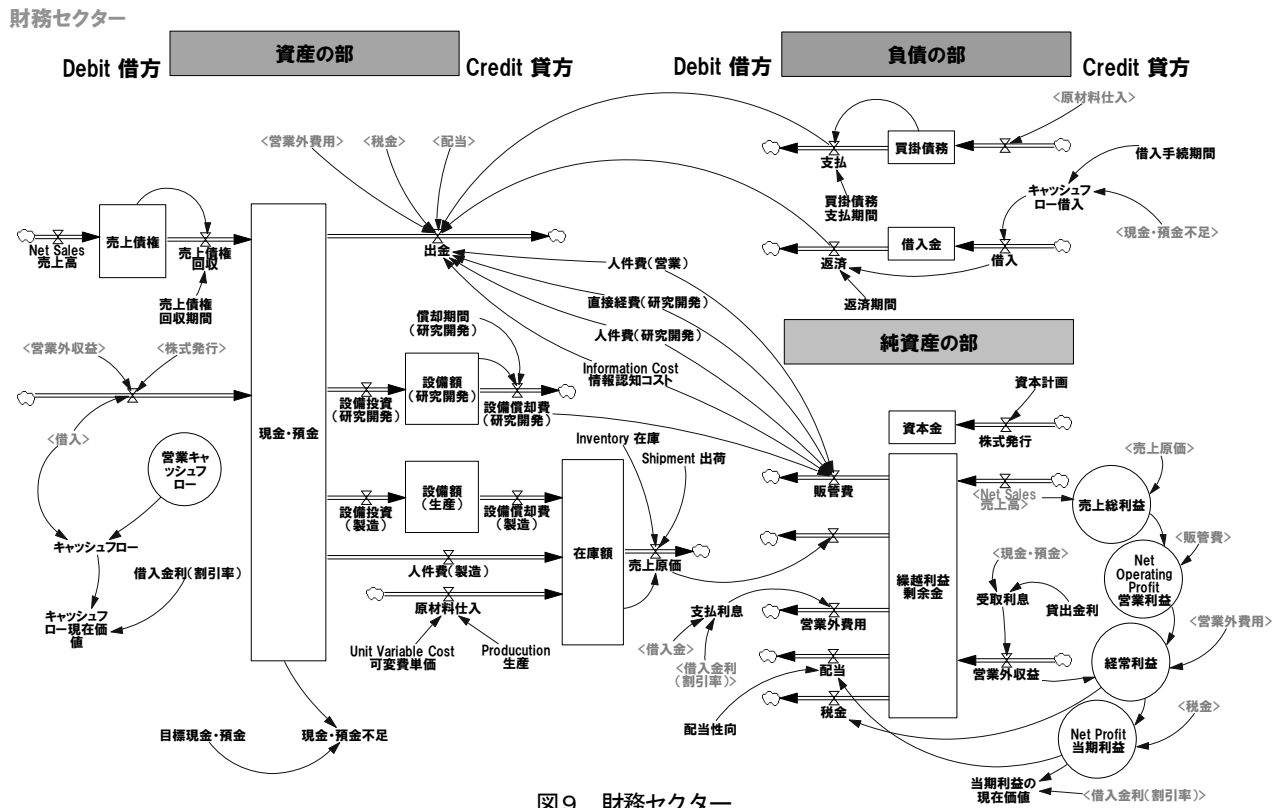 財務セクター
資産の部
負債の部
Debit 借方
Credit 貸方
Debit 借方
Credit 貸方
<営業外費用>
<税金>
<配当>
<原材料仕入>
買掛債務
支払
借入手続期間
買掛債務
支払期間
キャッシュフ
ロー借入
<現金・預金不足>
売上債権
Net Sales
売上高
売上債権
回収
売上債権
回収期間
出金
借入金
返済
借入
返済期間
人件費(営業)
直接経費(研究開発)
人件費(研究開発)
Information Cost
情報認知コスト
償却期間
(研究開発)
純資産の部
<営業外収益>
<株式発行>
設備額
(研究開発)
設備投資
(研究開発)
設備償却費
(研究開発)
資本計画
資本金
株式発行
<借入>
現金・預金
営業キャ
ッシュフ
ロー
Inventory 在庫
Shipment 出荷
<売上原価>
販管費
<Net Sales
売上高>
売上総利益
設備額
(生産)
設備投資
(製造)
設備償却費
(製造)
キャッシュフロー
在庫額
売上原価
<販管費>
人件費(製造)
借入金利(割引率)
繰越利益
剰余金
<現金・預金>
受取利息
貸出金利
Net
Operating
Profit
営業利益
原材料仕入
キャッシュフ
ロー現在価
値
支払利息
営業外費用
<営業外費用>
Unit Variable Cost
可変費単価
Producution
生産
<借入金>
<借入金利
(割引率)>
配当
営業外収益
経常利益
税金
配当性向
<税金>
目標現金・預金
現金・預金不足
Net Profit
当期利益
当期利益の
現在価値
<借入金利(割引率)>
図9 財務セクター